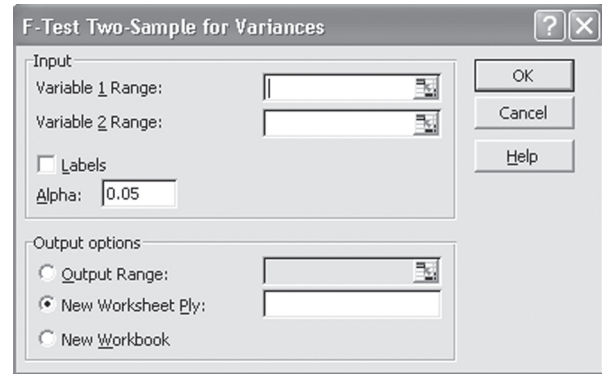 F-Test Two-Sample for Variances
Input
Variable 1 Range:
Variable 2 Range:
Labels
Alpha: 0.05
Output options
Output Range:
New Worksheet Ply:
New Workbook
OK
Cancel
Help